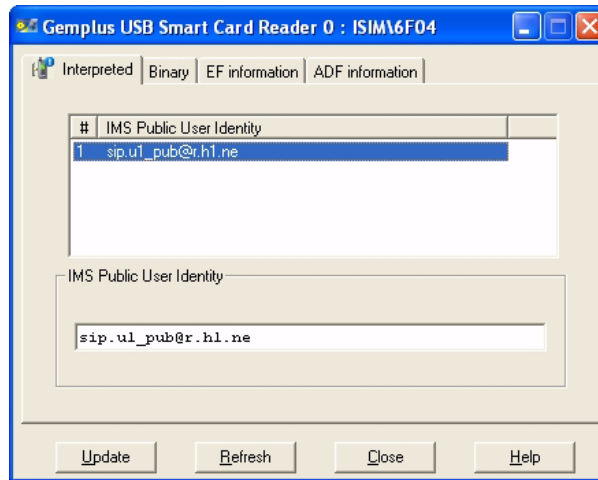 Gemplus USB Smart Card Reader 0 : ISIM\6F04
Interpreted Binary EF information ADF information
# IMS Public User Identity
1 sip.u1_pub@r.h1.ne
IMS Public User Identity
sip.u1_pub@r.h1.ne
Update Refresh Close Help